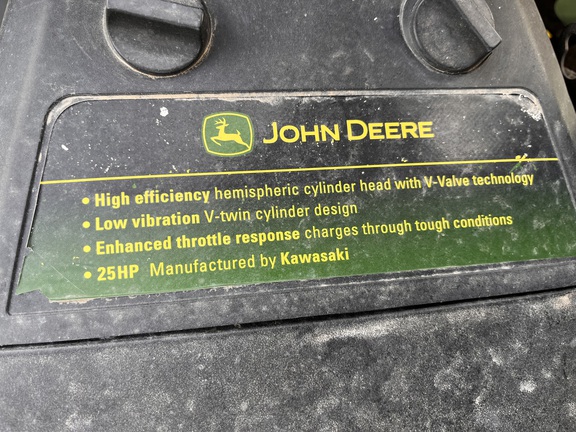 JOHN DEERE
• High efficiency hemispheric cylinder head with V-Valve technology
• Low vibration V-twin cylinder design
• Enhanced throttle response charges through tough conditions
• 25HP Manufactured by Kawasaki